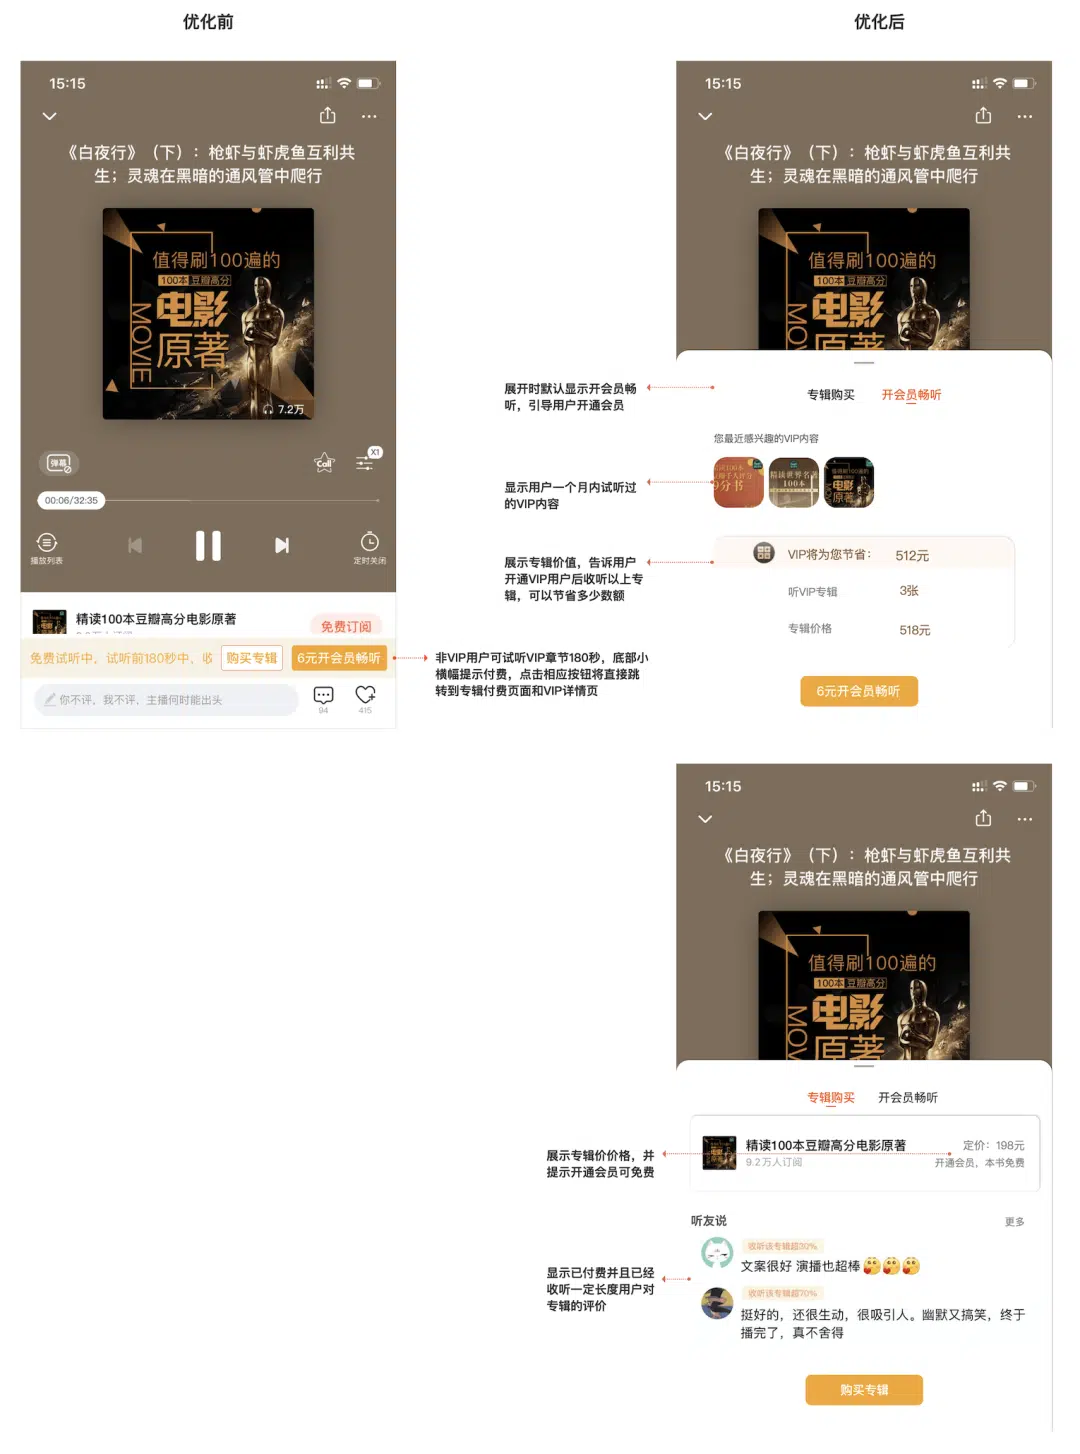 优化前
优化后
15:15
《白夜行》（下）：枪虾与虾虎鱼互利共
生；灵魂在黑暗的通风管中爬行
值得刷100遍的
100本 豆瓣高分
电影
原著
MOVIE
7.2万
弹幕
Call
X1
00:06/32:35
播放列表
定时关闭
精读100本豆瓣高分电影原著
免费订阅
免费试听中，试听前180秒中、收
购买专辑
6元开会员畅听
你不评，我不评，主播何时能出头
94
415
非VIP用户可试听VIP章节180秒，底部小
横幅提示付费，点击相应按钮将直接跳
转到专辑付费页面和VIP详情页
15:15
《白夜行》（下）：枪虾与虾虎鱼互利共
生；灵魂在黑暗的通风管中爬行
值得刷100遍的
100本 豆瓣高分
电影
原著
展开时默认显示开会员畅
听，引导用户开通会员
专辑购买
开会员畅听
您最近感兴趣的VIP内容
9分书
精读世界名著
100本
电影
原著
显示用户一个月内试听过
的VIP内容
展示专辑价值，告诉用户
开通VIP用户后收听以上专
辑，可以节省多少数额
VIP将为您节省：
512元
听VIP专辑
3张
专辑价格
518元
6元开会员畅听
15:15
《白夜行》（下）：枪虾与虾虎鱼互利共
生；灵魂在黑暗的通风管中爬行
值得刷100遍的
100本 豆瓣高分
电影
原著
专辑购买
开会员畅听
精读100本豆瓣高分电影原著
定价：198元
9.2万人订阅
开通会员，本书免费
展示专辑价价格，并
提示开通会员可免费
听友说
更多
收听该专辑超30%
文案很好 演播也超棒
收听该专辑超70%
挺好的，还很生动，很吸引人。幽默又搞笑，终于
播完了，真不舍得
显示已付费并且已经
收听一定长度用户对
专辑的评价
购买专辑